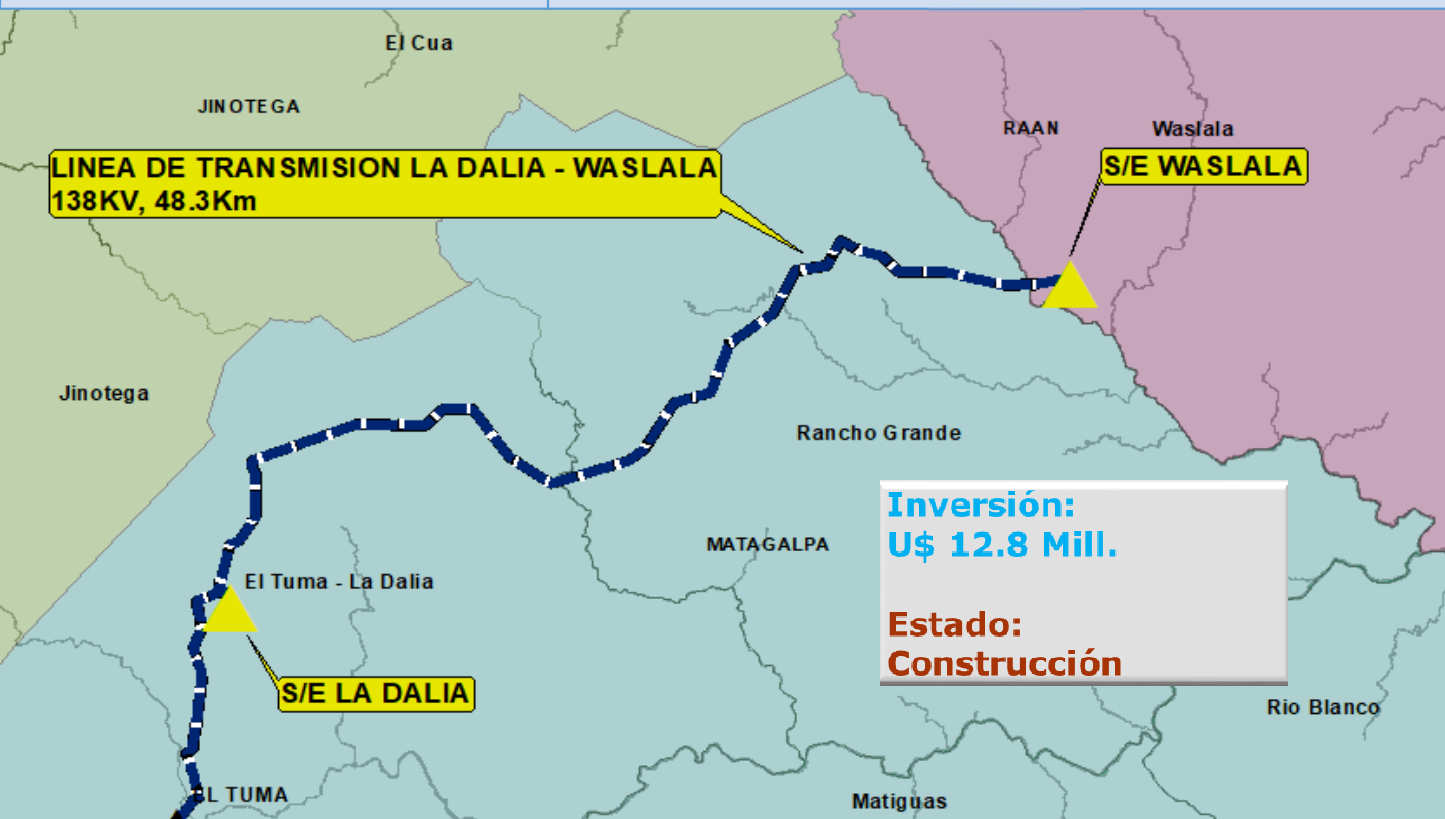 El Cua
JINOTEGA
RAAN
Waslala
LINEA DE TRANSMISION LA DALIA - WASLALA
138KV, 48.3Km
S/E WASLALA
Jinotega
Rancho Grande
Inversión:
U$ 12.8 Mill.
MATAGALPA
El Tuma - La Dalia
Estado:
Construcción
S/E LA DALIA
Rio Blanco
EL TUMA
Matiguas